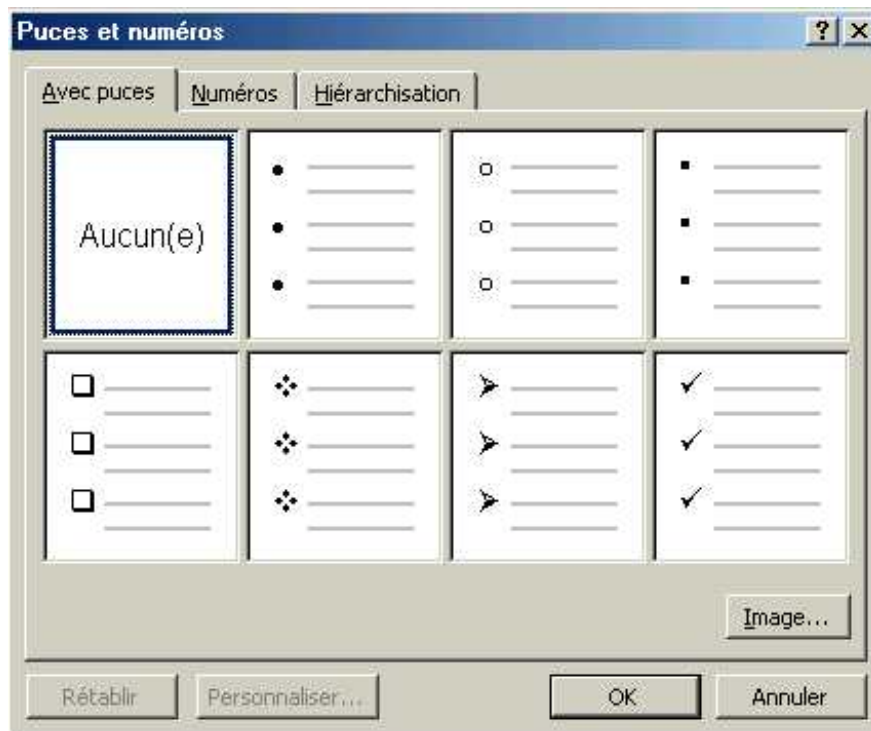 Puces et numéros
Avec puces
Numéros
Hiérarchisation
Aucun(e)
Image...
Rétablir
Personnaliser...
OK
Annuler